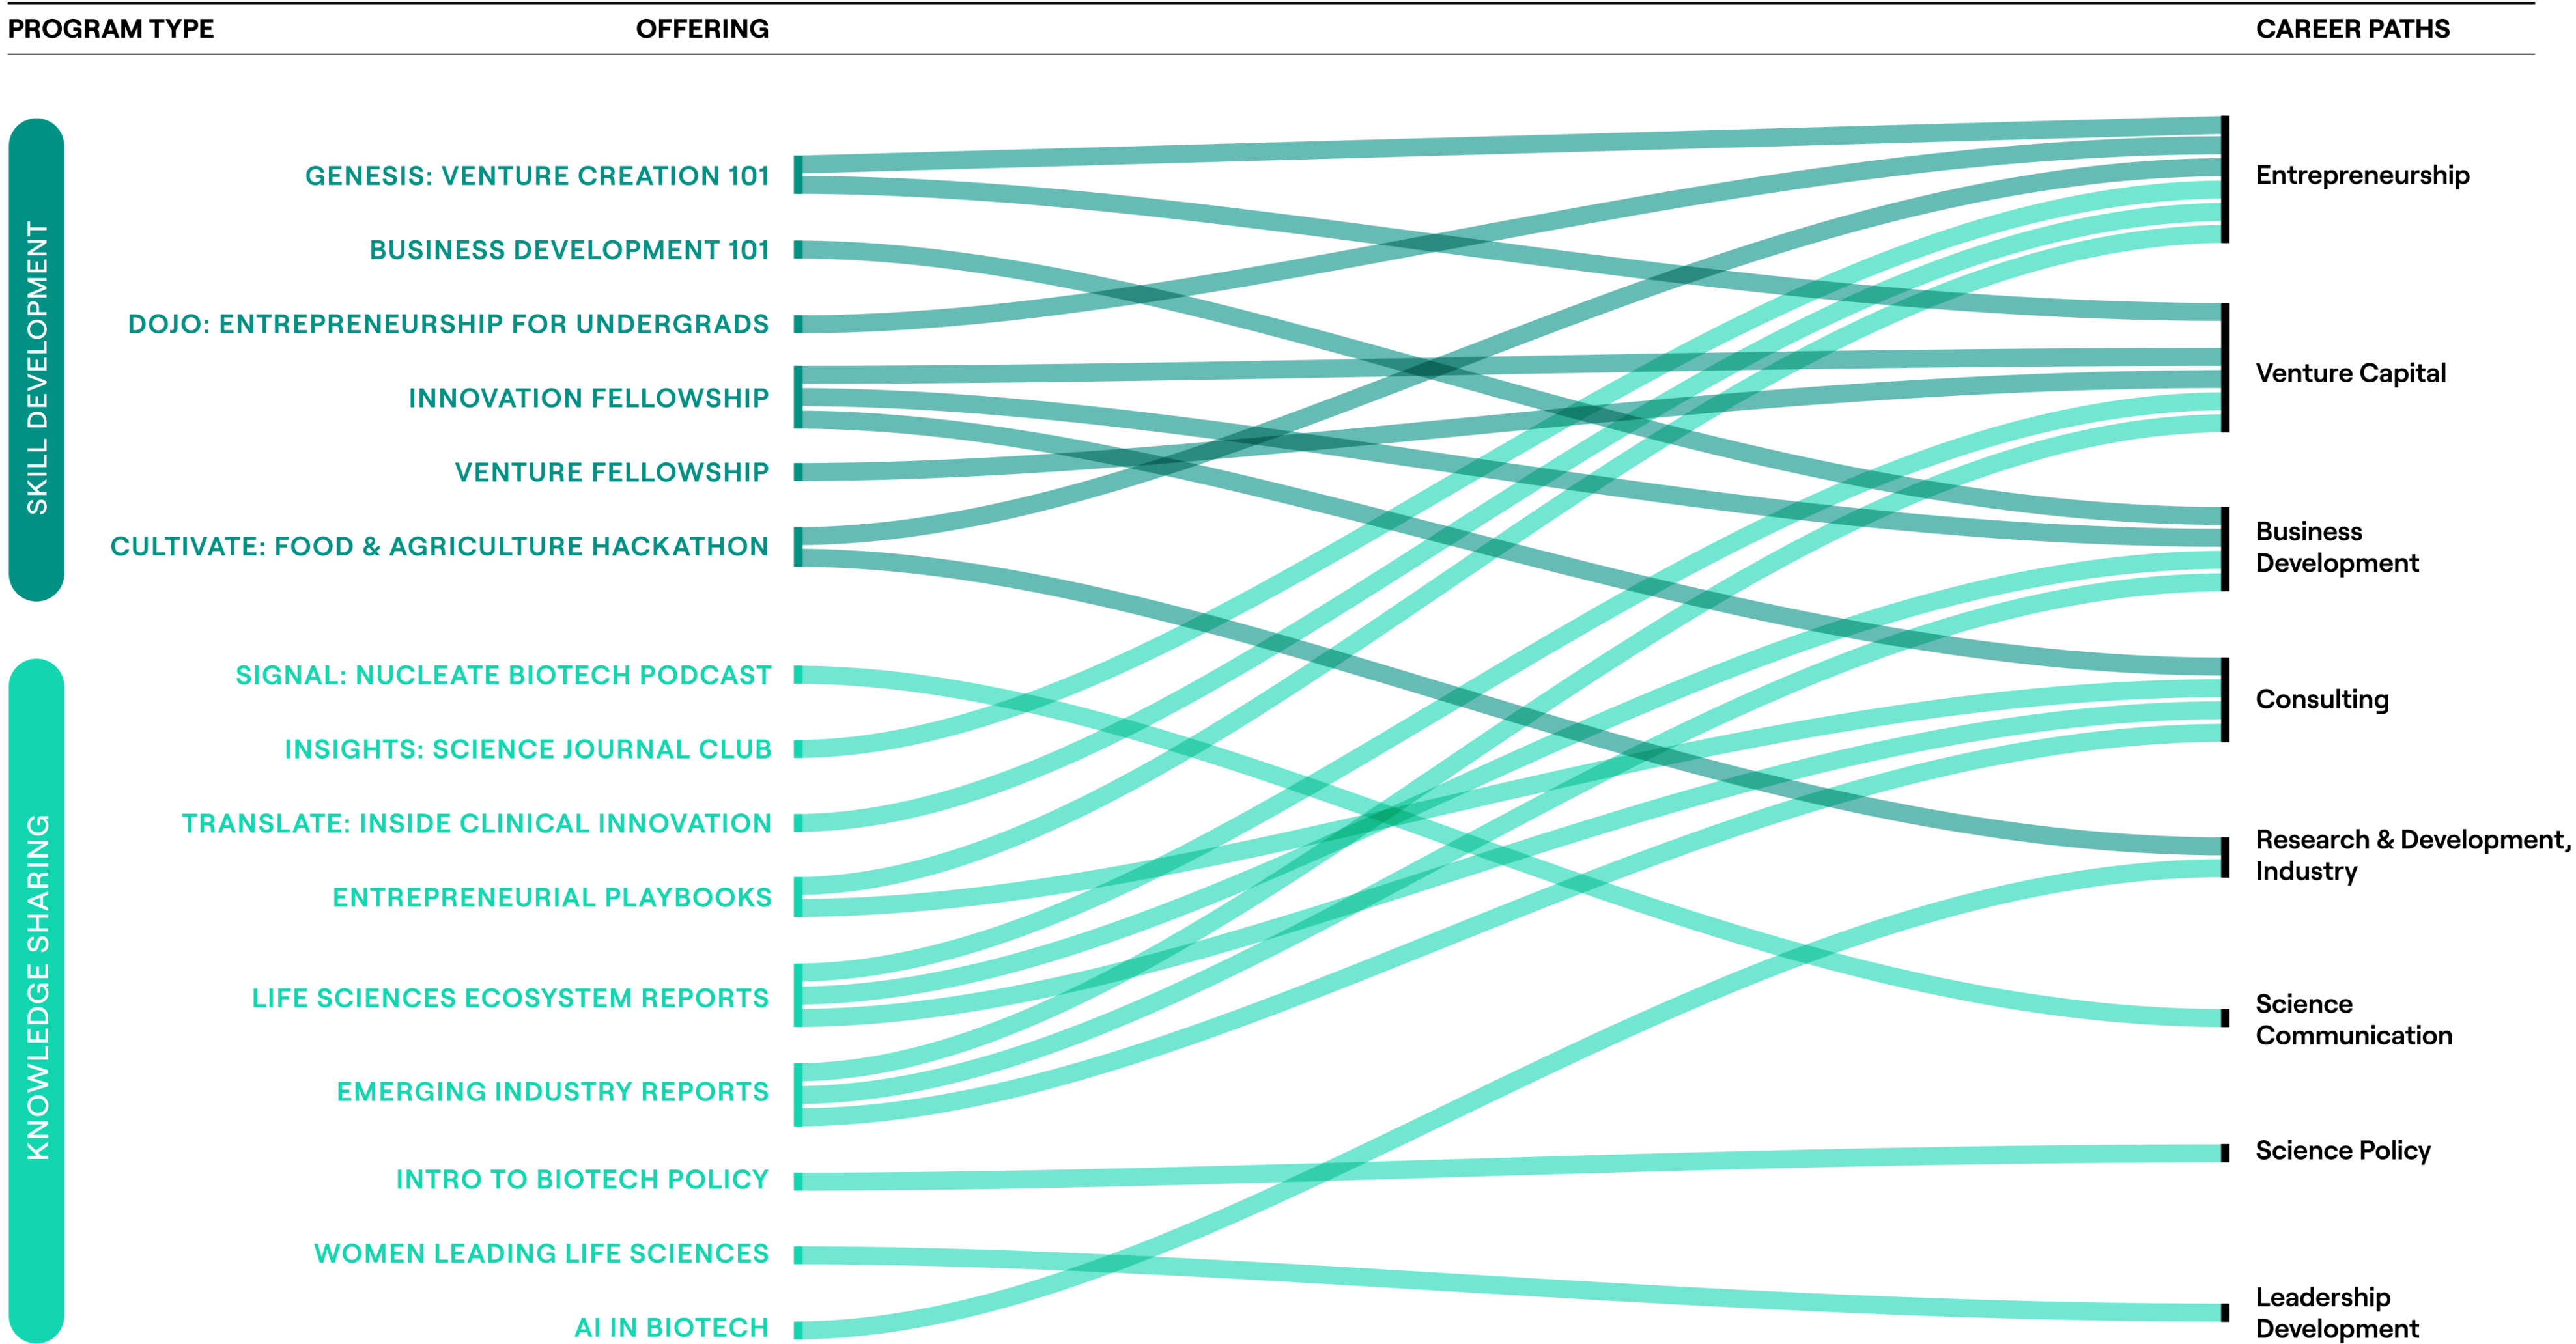 PROGRAM TYPE
OFFERING
CAREER PATHS
SKILL DEVELOPMENT
GENESIS: VENTURE CREATION 101
BUSINESS DEVELOPMENT 101
DOJO: ENTREPRENEURSHIP FOR UNDERGRADS
INNOVATION FELLOWSHIP
VENTURE FELLOWSHIP
CULTIVATE: FOOD & AGRICULTURE HACKATHON
KNOWLEDGE SHARING
SIGNAL: NUCLEATE BIOTECH PODCAST
INSIGHTS: SCIENCE JOURNAL CLUB
TRANSLATE: INSIDE CLINICAL INNOVATION
ENTREPRENEURIAL PLAYBOOKS
LIFE SCIENCES ECOSYSTEM REPORTS
EMERGING INDUSTRY REPORTS
INTRO TO BIOTECH POLICY
WOMEN LEADING LIFE SCIENCES
AI IN BIOTECH
Entrepreneurship
Venture Capital
Business
Development
Consulting
Research & Development,
Industry
Science
Communication
Science Policy
Leadership
Development